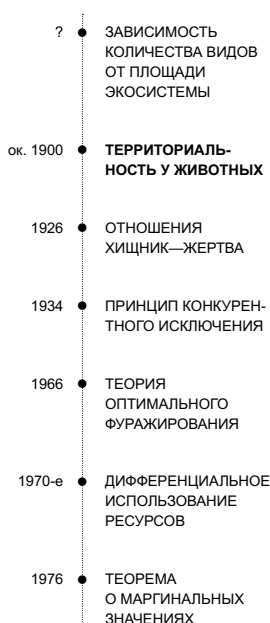 ? ЗАВИСИМОСТЬ
КОЛИЧЕСТВА ВИДОВ
ОТ ПЛОЩАДИ
ЭКОСИСТЕМЫ
ок. 1900 ТЕРРИТОРИАЛЬ-
НОСТЬ У ЖИВОТНЫХ
1926 ОТНОШЕНИЯ
ХИЩНИК—ЖЕРТВА
1934 ПРИНЦИП КОНКУРЕН-
ТНОГО ИСКЛЮЧЕНИЯ
1966 ТЕОРИЯ
ОПТИМАЛЬНОГО
ФУРАЖИРОВАНИЯ
1970-е ДИФФЕРЕНЦИАЛЬНОЕ
ИСПОЛЬЗОВАНИЕ
РЕСУРСОВ
1976 ТЕОРЕМА
О МАРГИНАЛЬНЫХ
ЗНАЧЕНИЯХ